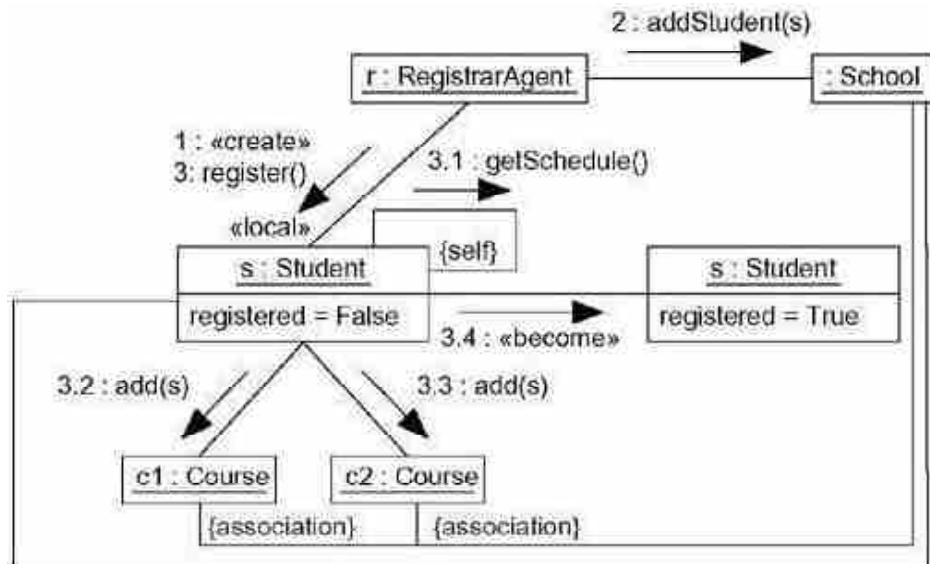 2 : addStudent(s)
r : RegistrarAgent
: School
1 : «create»
3: register()
3.1 : getSchedule()
«local»
{self}
s : Student
registered = False
s : Student
registered = True
3.4 : «become»
3.2 : add(s)
3.3 : add(s)
c1 : Course
c2 : Course
{association}
{association}